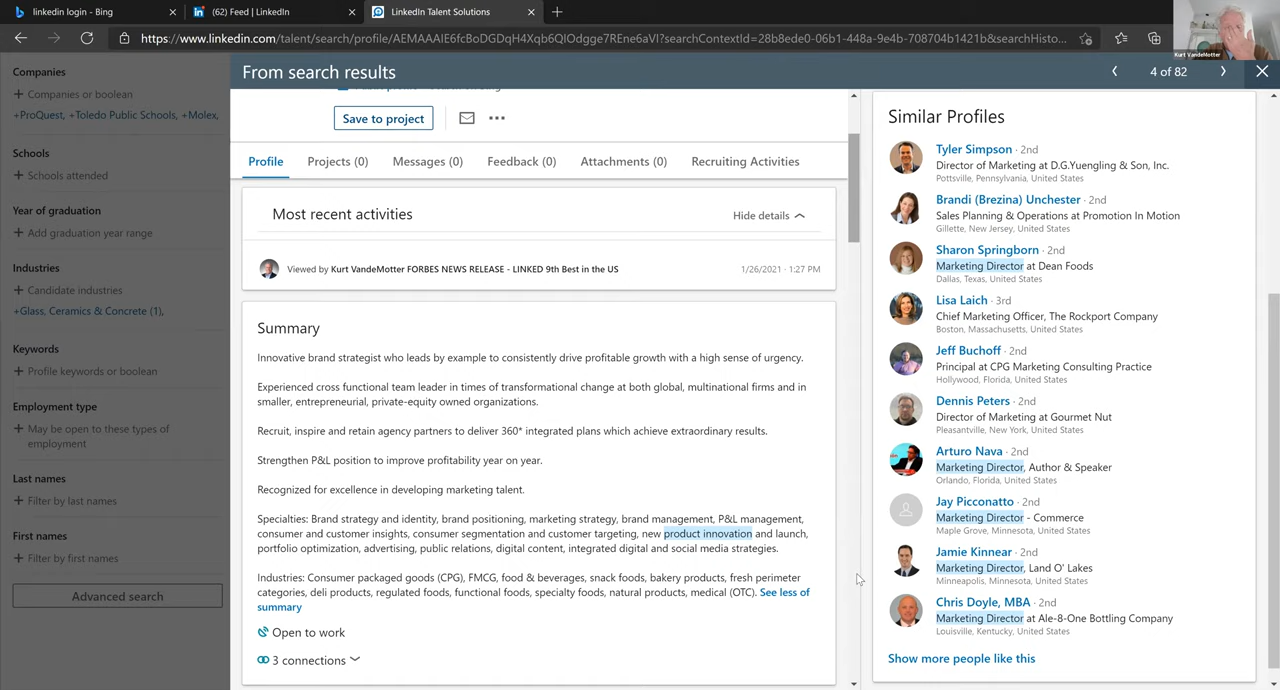 linkedin login - Bing
(62) Feed | LinkedIn
LinkedIn Talent Solutions
https://www.linkedin.com/talent/search/profile/AEMAAAIE6fcBoDGDqH4Xqb6QIOdgge7REne6aVI?searchContextId=28b8ede0-06b1-448a-9e4b-708704b1421b&searchHisto...
Kurt VandeMotter
Companies
+ Companies or boolean
+ProQuest, +Toledo Public Schools, +Molex,
Schools
+ Schools attended
Year of graduation
+ Add graduation year range
Industries
+ Candidate industries
+Glass, Ceramics & Concrete (1),
Keywords
+ Profile keywords or boolean
Employment type
+ May be open to these types of
employment
Last names
+ Filter by last names
First names
+ Filter by first names
Advanced search
From search results
4 of 82
Save to project
Profile
Projects (0)
Messages (0)
Feedback (0)
Attachments (0)
Recruiting Activities
Most recent activities
Hide details
Viewed by Kurt VandeMotter FORBES NEWS RELEASE - LINKED 9th Best in the US
1/26/2021 · 1:27 PM
Summary
Innovative brand strategist who leads by example to consistently drive profitable growth with a high sense of urgency.
Experienced cross functional team leader in times of transformational change at both global, multinational firms and in
smaller, entrepreneurial, private-equity owned organizations.
Recruit, inspire and retain agency partners to deliver 360* integrated plans which achieve extraordinary results.
Strengthen P&L position to improve profitability year on year.
Recognized for excellence in developing marketing talent.
Specialties: Brand strategy and identity, brand positioning, marketing strategy, brand management, P&L management,
consumer and customer insights, consumer segmentation and customer targeting, new product innovation and launch,
portfolio optimization, advertising, public relations, digital content, integrated digital and social media strategies.
Industries: Consumer packaged goods (CPG), FMCG, food & beverages, snack foods, bakery products, fresh perimeter
categories, deli products, regulated foods, functional foods, specialty foods, natural products, medical (OTC). See less of
summary
Open to work
3 connections
Similar Profiles
Tyler Simpson · 2nd
Director of Marketing at D.G.Yuengling & Son, Inc.
Pottsville, Pennsylvania, United States
Brandi (Brezina) Unchester · 2nd
Sales Planning & Operations at Promotion In Motion
Gillette, New Jersey, United States
Sharon Springborn · 2nd
Marketing Director at Dean Foods
Dallas, Texas, United States
Lisa Laich · 3rd
Chief Marketing Officer, The Rockport Company
Boston, Massachusetts, United States
Jeff Buchoff · 2nd
Principal at CPG Marketing Consulting Practice
Hollywood, Florida, United States
Dennis Peters · 2nd
Director of Marketing at Gourmet Nut
Pleasantville, New York, United States
Arturo Nava · 2nd
Marketing Director, Author & Speaker
Orlando, Florida, United States
Jay Picconatto · 2nd
Marketing Director - Commerce
Maple Grove, Minnesota, United States
Jamie Kinnear · 2nd
Marketing Director, Land O' Lakes
Minneapolis, Minnesota, United States
Chris Doyle, MBA · 2nd
Marketing Director at Ale-8-One Bottling Company
Louisville, Kentucky, United States
Show more people like this